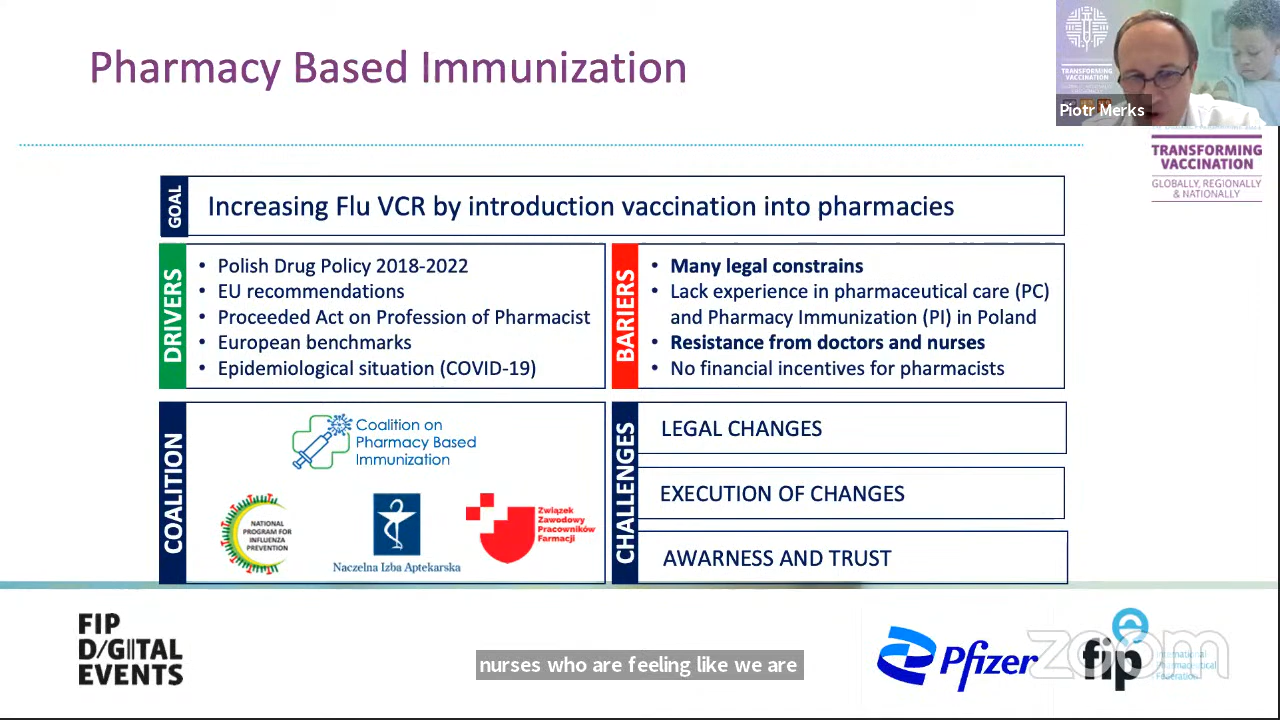 Pharmacy Based Immunization
TRANSFORMING
VACCINATION
Piotr Merks
TRANSFORMING
VACCINATION
GLOBALLY, REGIONALLY
& NATIONALLY
GOAL
Increasing Flu VCR by introduction vaccination into pharmacies
DRIVERS
• Polish Drug Policy 2018-2022
• EU recommendations
• Proceeded Act on Profession of Pharmacist
• European benchmarks
• Epidemiological situation (COVID-19)
BARIERS
• Many legal constrains
• Lack experience in pharmaceutical care (PC)
and Pharmacy Immunization (PI) in Poland
• Resistance from doctors and nurses
• No financial incentives for pharmacists
COALITION
Coalition on
Pharmacy Based
Immunization
NATIONAL
PROGRAM FOR
INFLUENZA
PREVENTION
Naczelna Izba Aptekarska
Związek
Zawodowy
Pracowników
Farmacji
CHALLENGES
LEGAL CHANGES
EXECUTION OF CHANGES
AWARNESS AND TRUST
FIP
DIGITAL
EVENTS
nurses who are feeling like we are
Pfizer
fip
International
Pharmaceutical
Federation
zoom